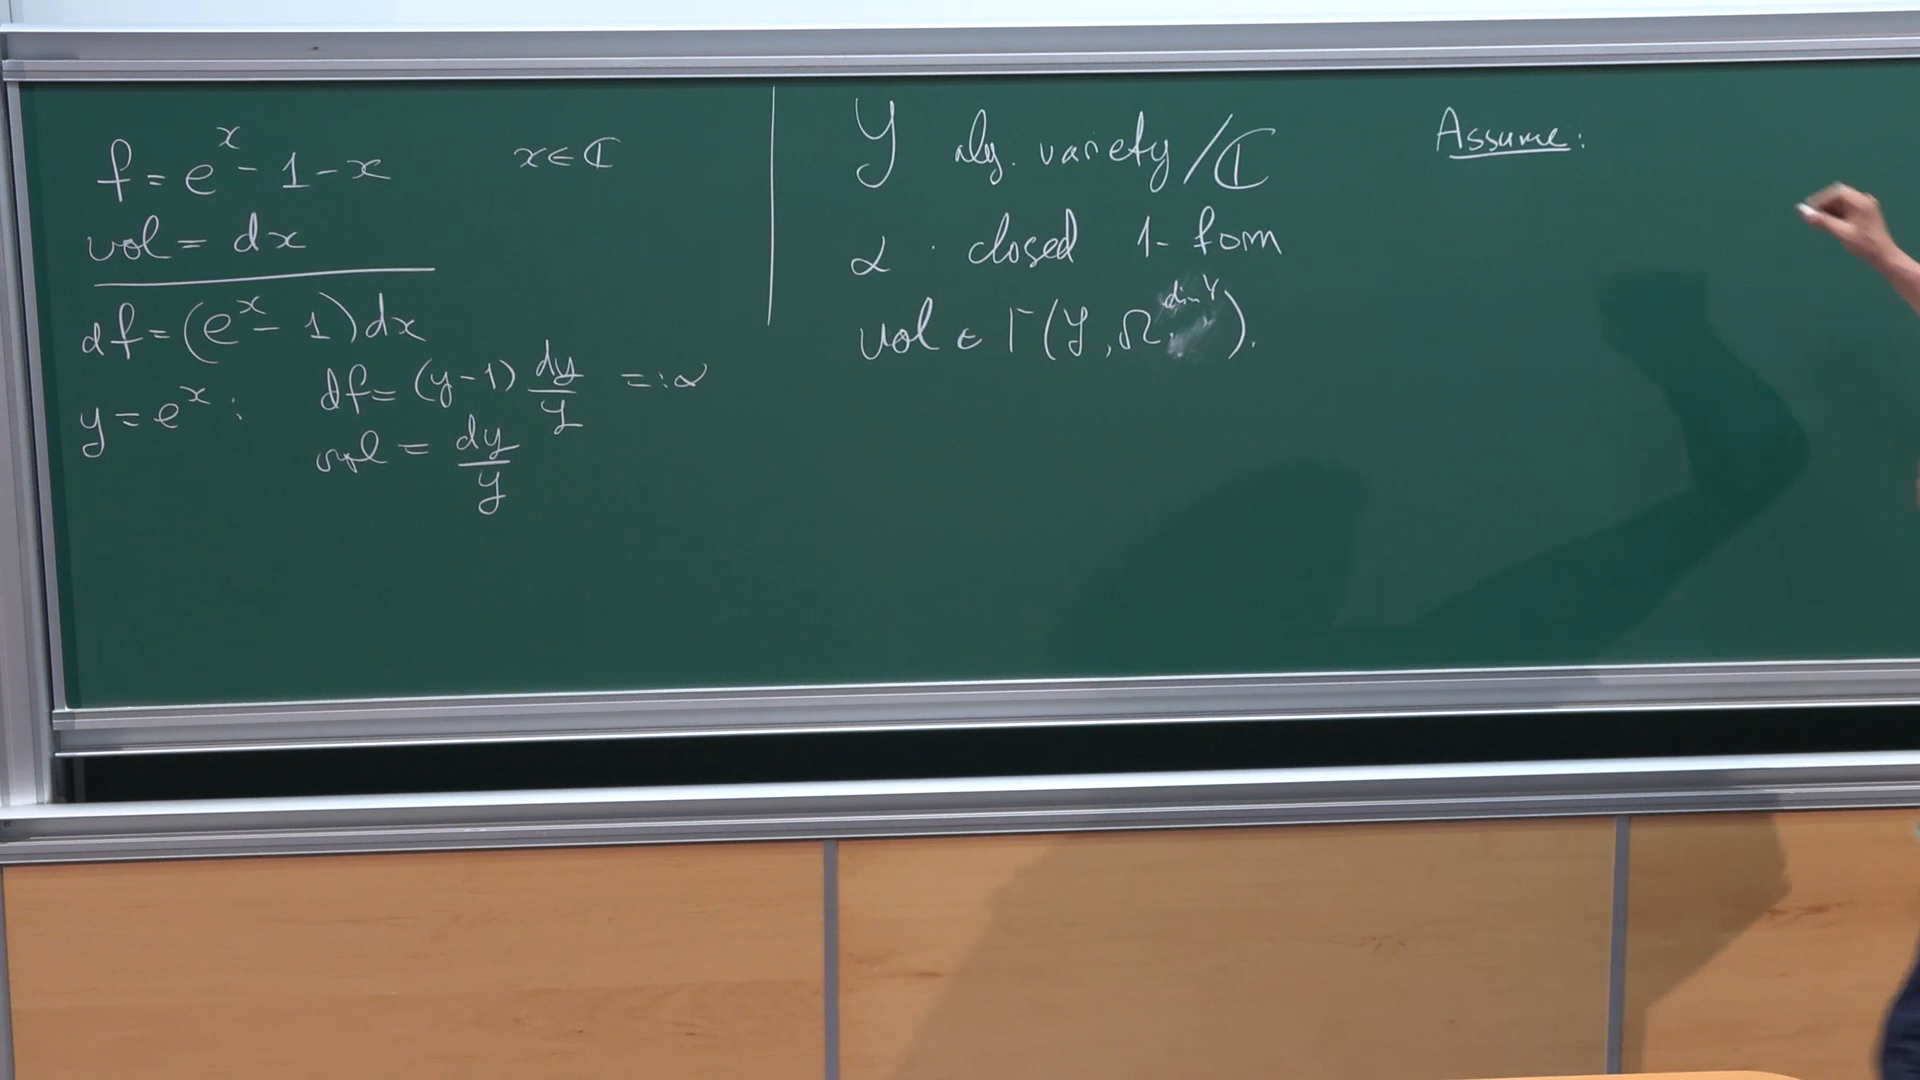 f = e^x - 1 - x x ∈ ℂ
vol = dx
df = (e^x - 1)dx
y = e^x : df = (y-1) dy/y =: α
vol = dy/y
Y alg. variety / ℂ
α . closed 1-form
vol ∈ Γ(Y, Ω^{dim Y}).
Assume: